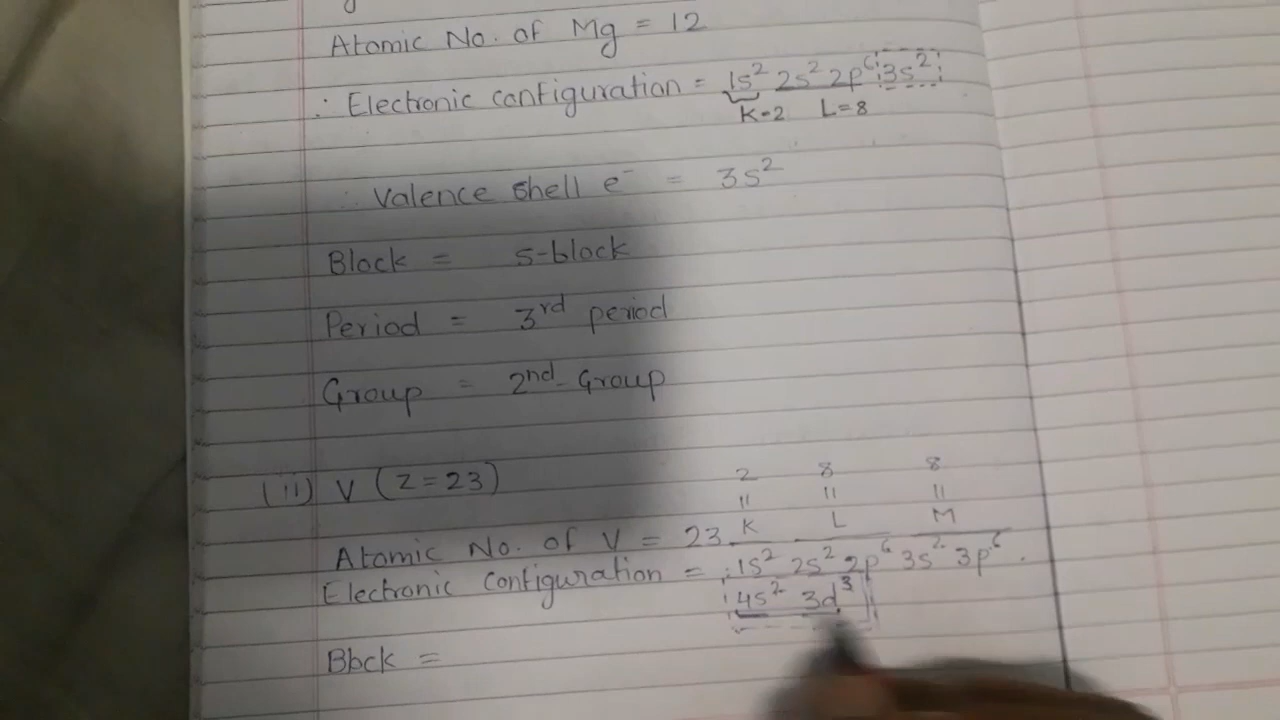 Atomic No. of Mg = 12
∴ Electronic configuration = 1s² 2s² 2p⁶ 3s²
K=2 L=8
Valence shell e⁻ = 3s²
Block = s-block
Period = 3rd period
Group = 2nd Group
(ii) V (Z=23)
2 8 8
॥ ॥ ॥
K L M
Atomic No. of V = 23
Electronic configuration = 1s² 2s² 2p⁶ 3s² 3p⁶
4s² 3d³
Block =